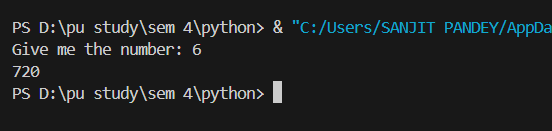 PS D:\pu study\sem 4\python> & "C:/Users/SANJIT PANDEY/AppDa
Give me the number: 6
720
PS D:\pu study\sem 4\python>